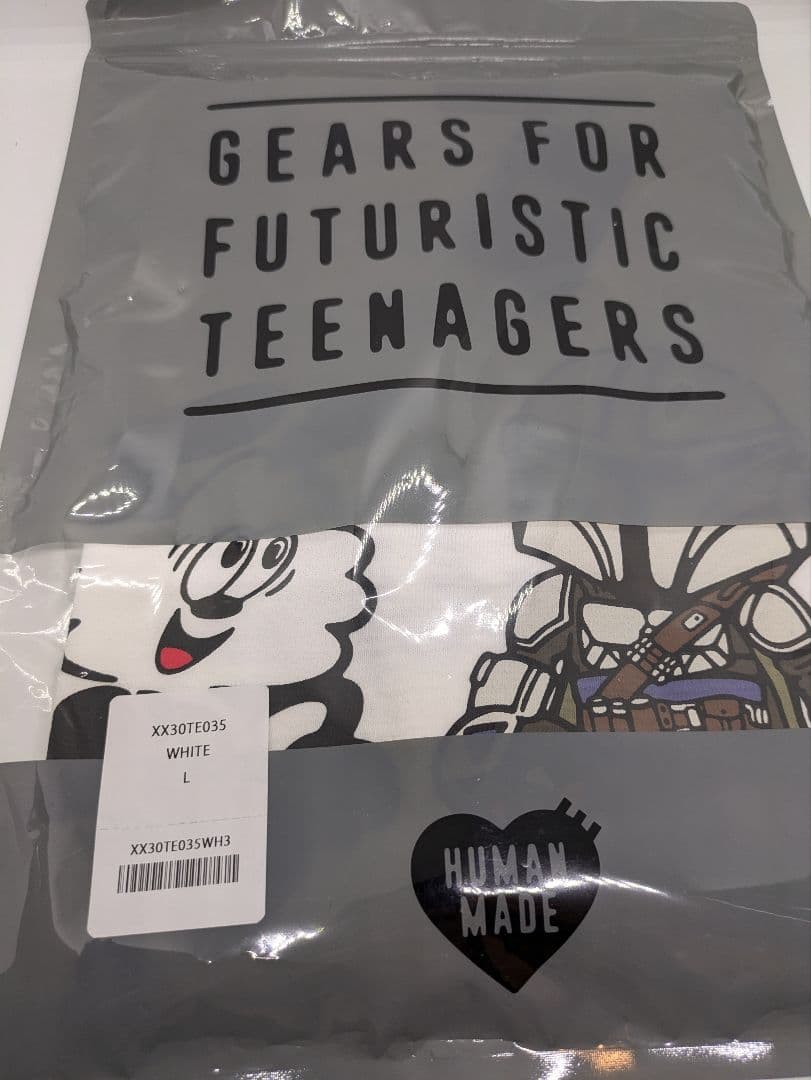 GEARS FOR
FUTURISTIC
TEENAGERS
XX30TE035
WHITE
L
XX30TE035WH3
HUMAN
MADE